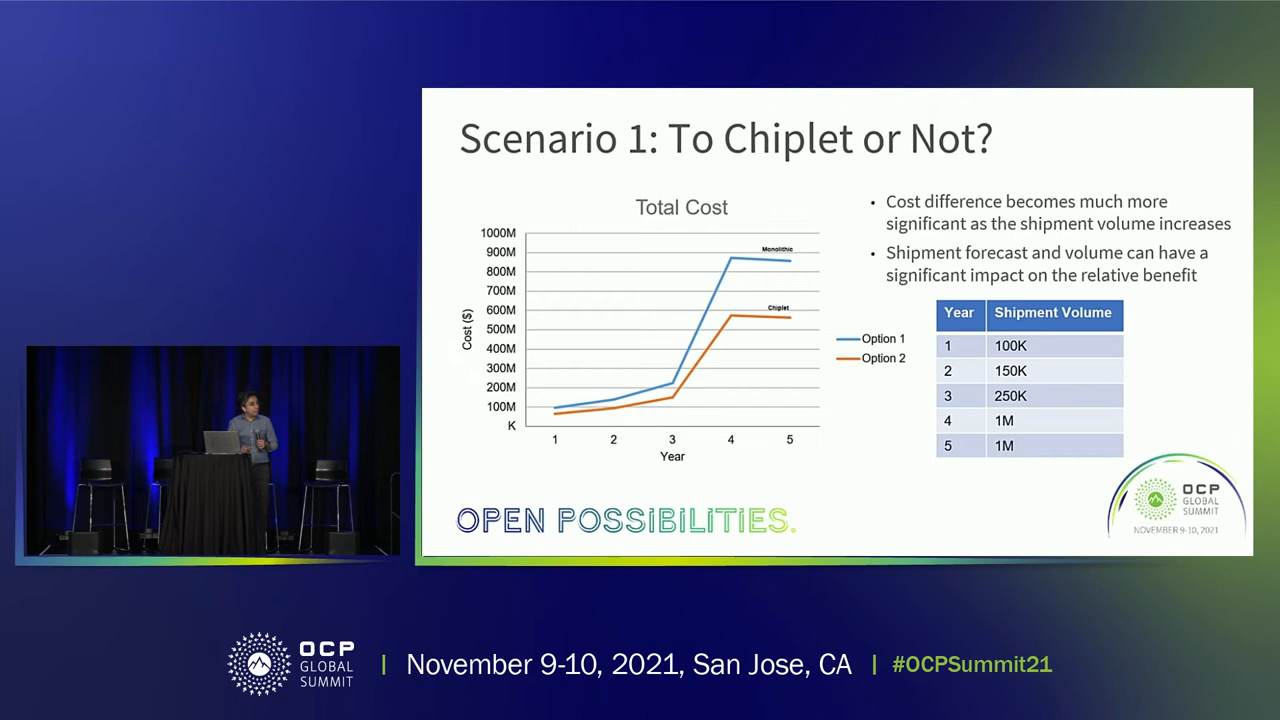 Scenario 1: To Chiplet or Not?
Total Cost
1000M
900M
800M
700M
600M
500M
400M
300M
200M
100M
K
Cost ($)
1 2 3 4 5
Year
Monolithic
Chiplet
Option 1
Option 2
• Cost difference becomes much more
significant as the shipment volume increases
• Shipment forecast and volume can have a
significant impact on the relative benefit
Year Shipment Volume
1 100K
2 150K
3 250K
4 1M
5 1M
OPEN POSSIBILITIES.
OCP
GLOBAL
SUMMIT
NOVEMBER 9-10, 2021
OCP
GLOBAL
SUMMIT
| November 9-10, 2021, San Jose, CA | #OCPSummit21